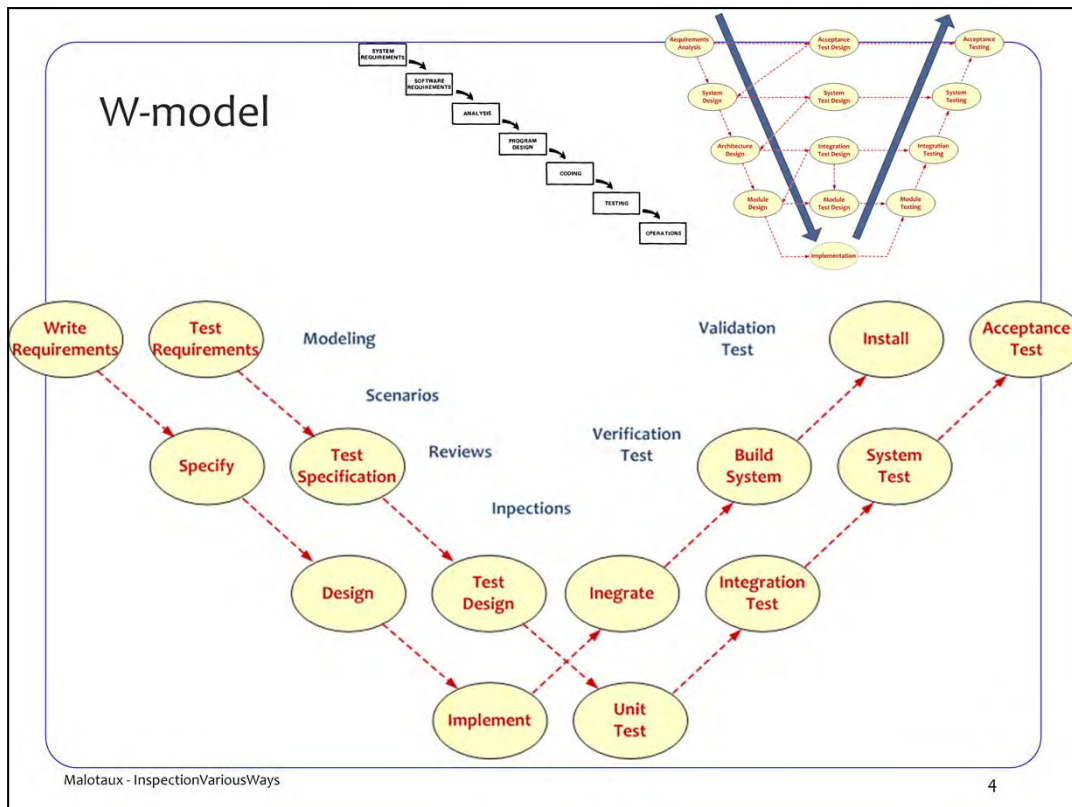 W-model
SYSTEM
REQUIREMENTS
SOFTWARE
REQUIREMENTS
ANALYSIS
PROGRAM
DESIGN
CODING
TESTING
OPERATIONS
Requirements
Analysis
Acceptance
Test Design
Acceptance
Testing
System
Design
System
Test Design
System
Testing
Architecture
Design
Integration
Test Design
Integration
Testing
Module
Design
Module
Test Design
Module
Testing
Implementation
Write
Requirements
Test
Requirements
Modeling
Validation
Test
Install
Acceptance
Test
Scenarios
Specify
Test
Specification
Reviews
Verification
Test
Build
System
System
Test
Inpections
Design
Test
Design
Inegrate
Integration
Test
Implement
Unit
Test
Malotaux - InspectionVariousWays
4